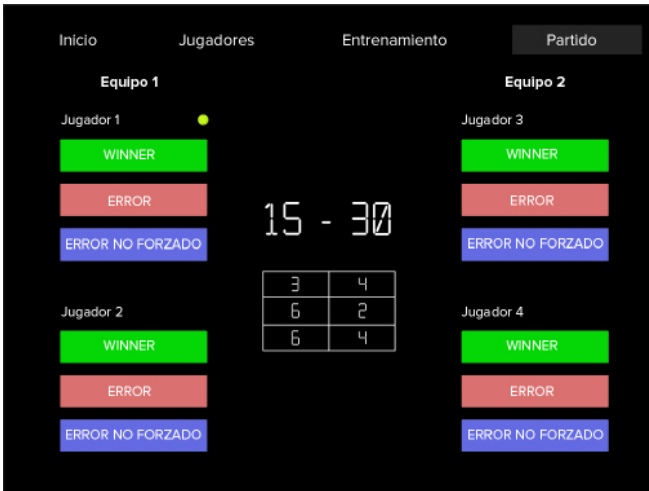 Inicio Jugadores Entrenamiento Partido
Equipo 1 Equipo 2
Jugador 1 Jugador 3
WINNER WINNER
ERROR ERROR
15 - 30
ERROR NO FORZADO ERROR NO FORZADO
3 4
6 2
Jugador 2 Jugador 4
6 4
WINNER WINNER
ERROR ERROR
ERROR NO FORZADO ERROR NO FORZADO